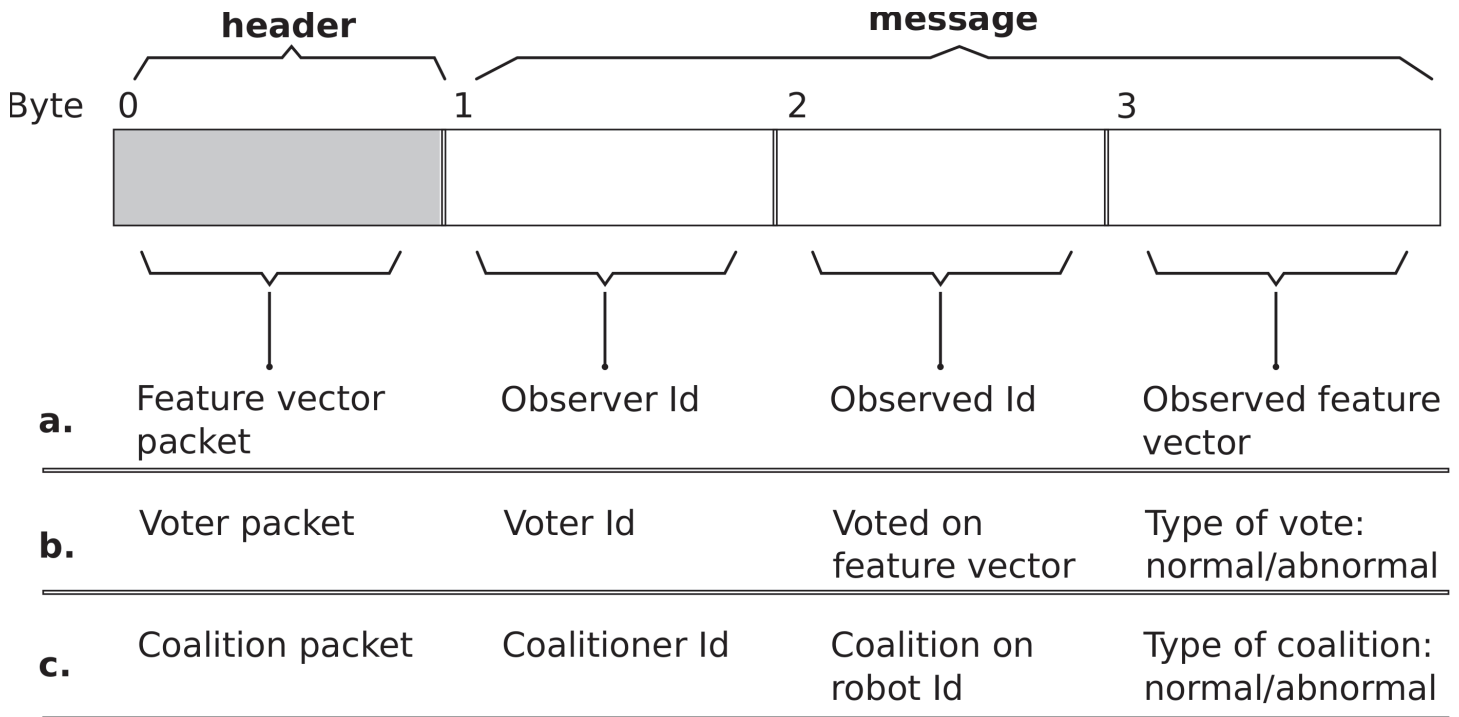 header
message
Byte 0 1 2 3
Feature vector
packet
Observer Id
Observed Id
Observed feature
vector
a.
Voter packet
Voter Id
Voted on
feature vector
Type of vote:
normal/abnormal
b.
Coalition packet
Coalitioner Id
Coalition on
robot Id
Type of coalition:
normal/abnormal
c.